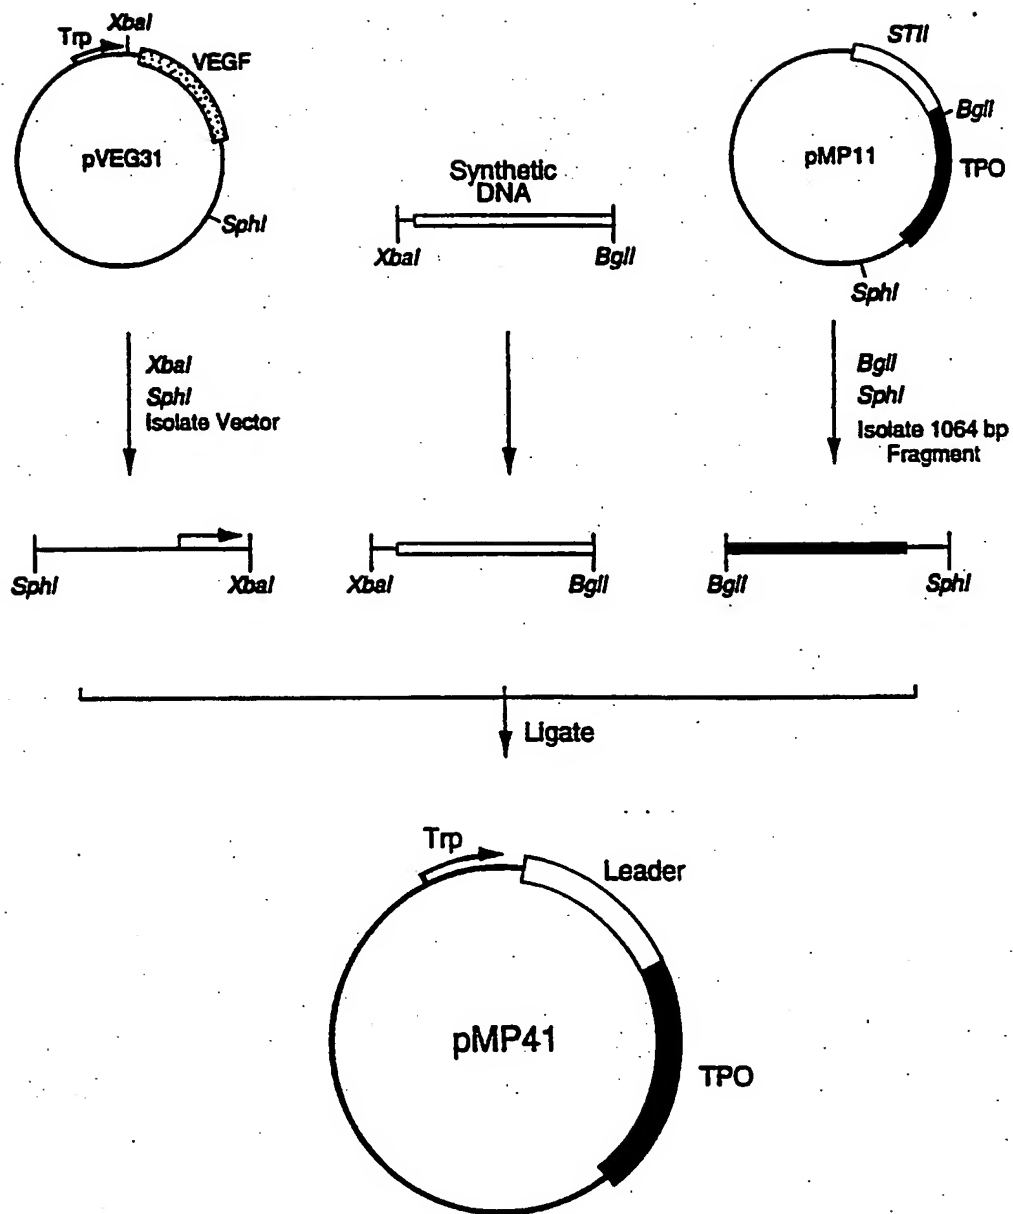 XbaI
Trp
VEGF
pVEG31
SphI
Synthetic
DNA
XbaI
BglI
STII
BglI
pMP11
TPO
SphI
XbaI
SphI
Isolate Vector
BglI
SphI
Isolate 1064 bp
Fragment
SphI
XbaI
XbaI
BglI
BglI
SphI
Ligate
Trp
Leader
pMP41
TPO